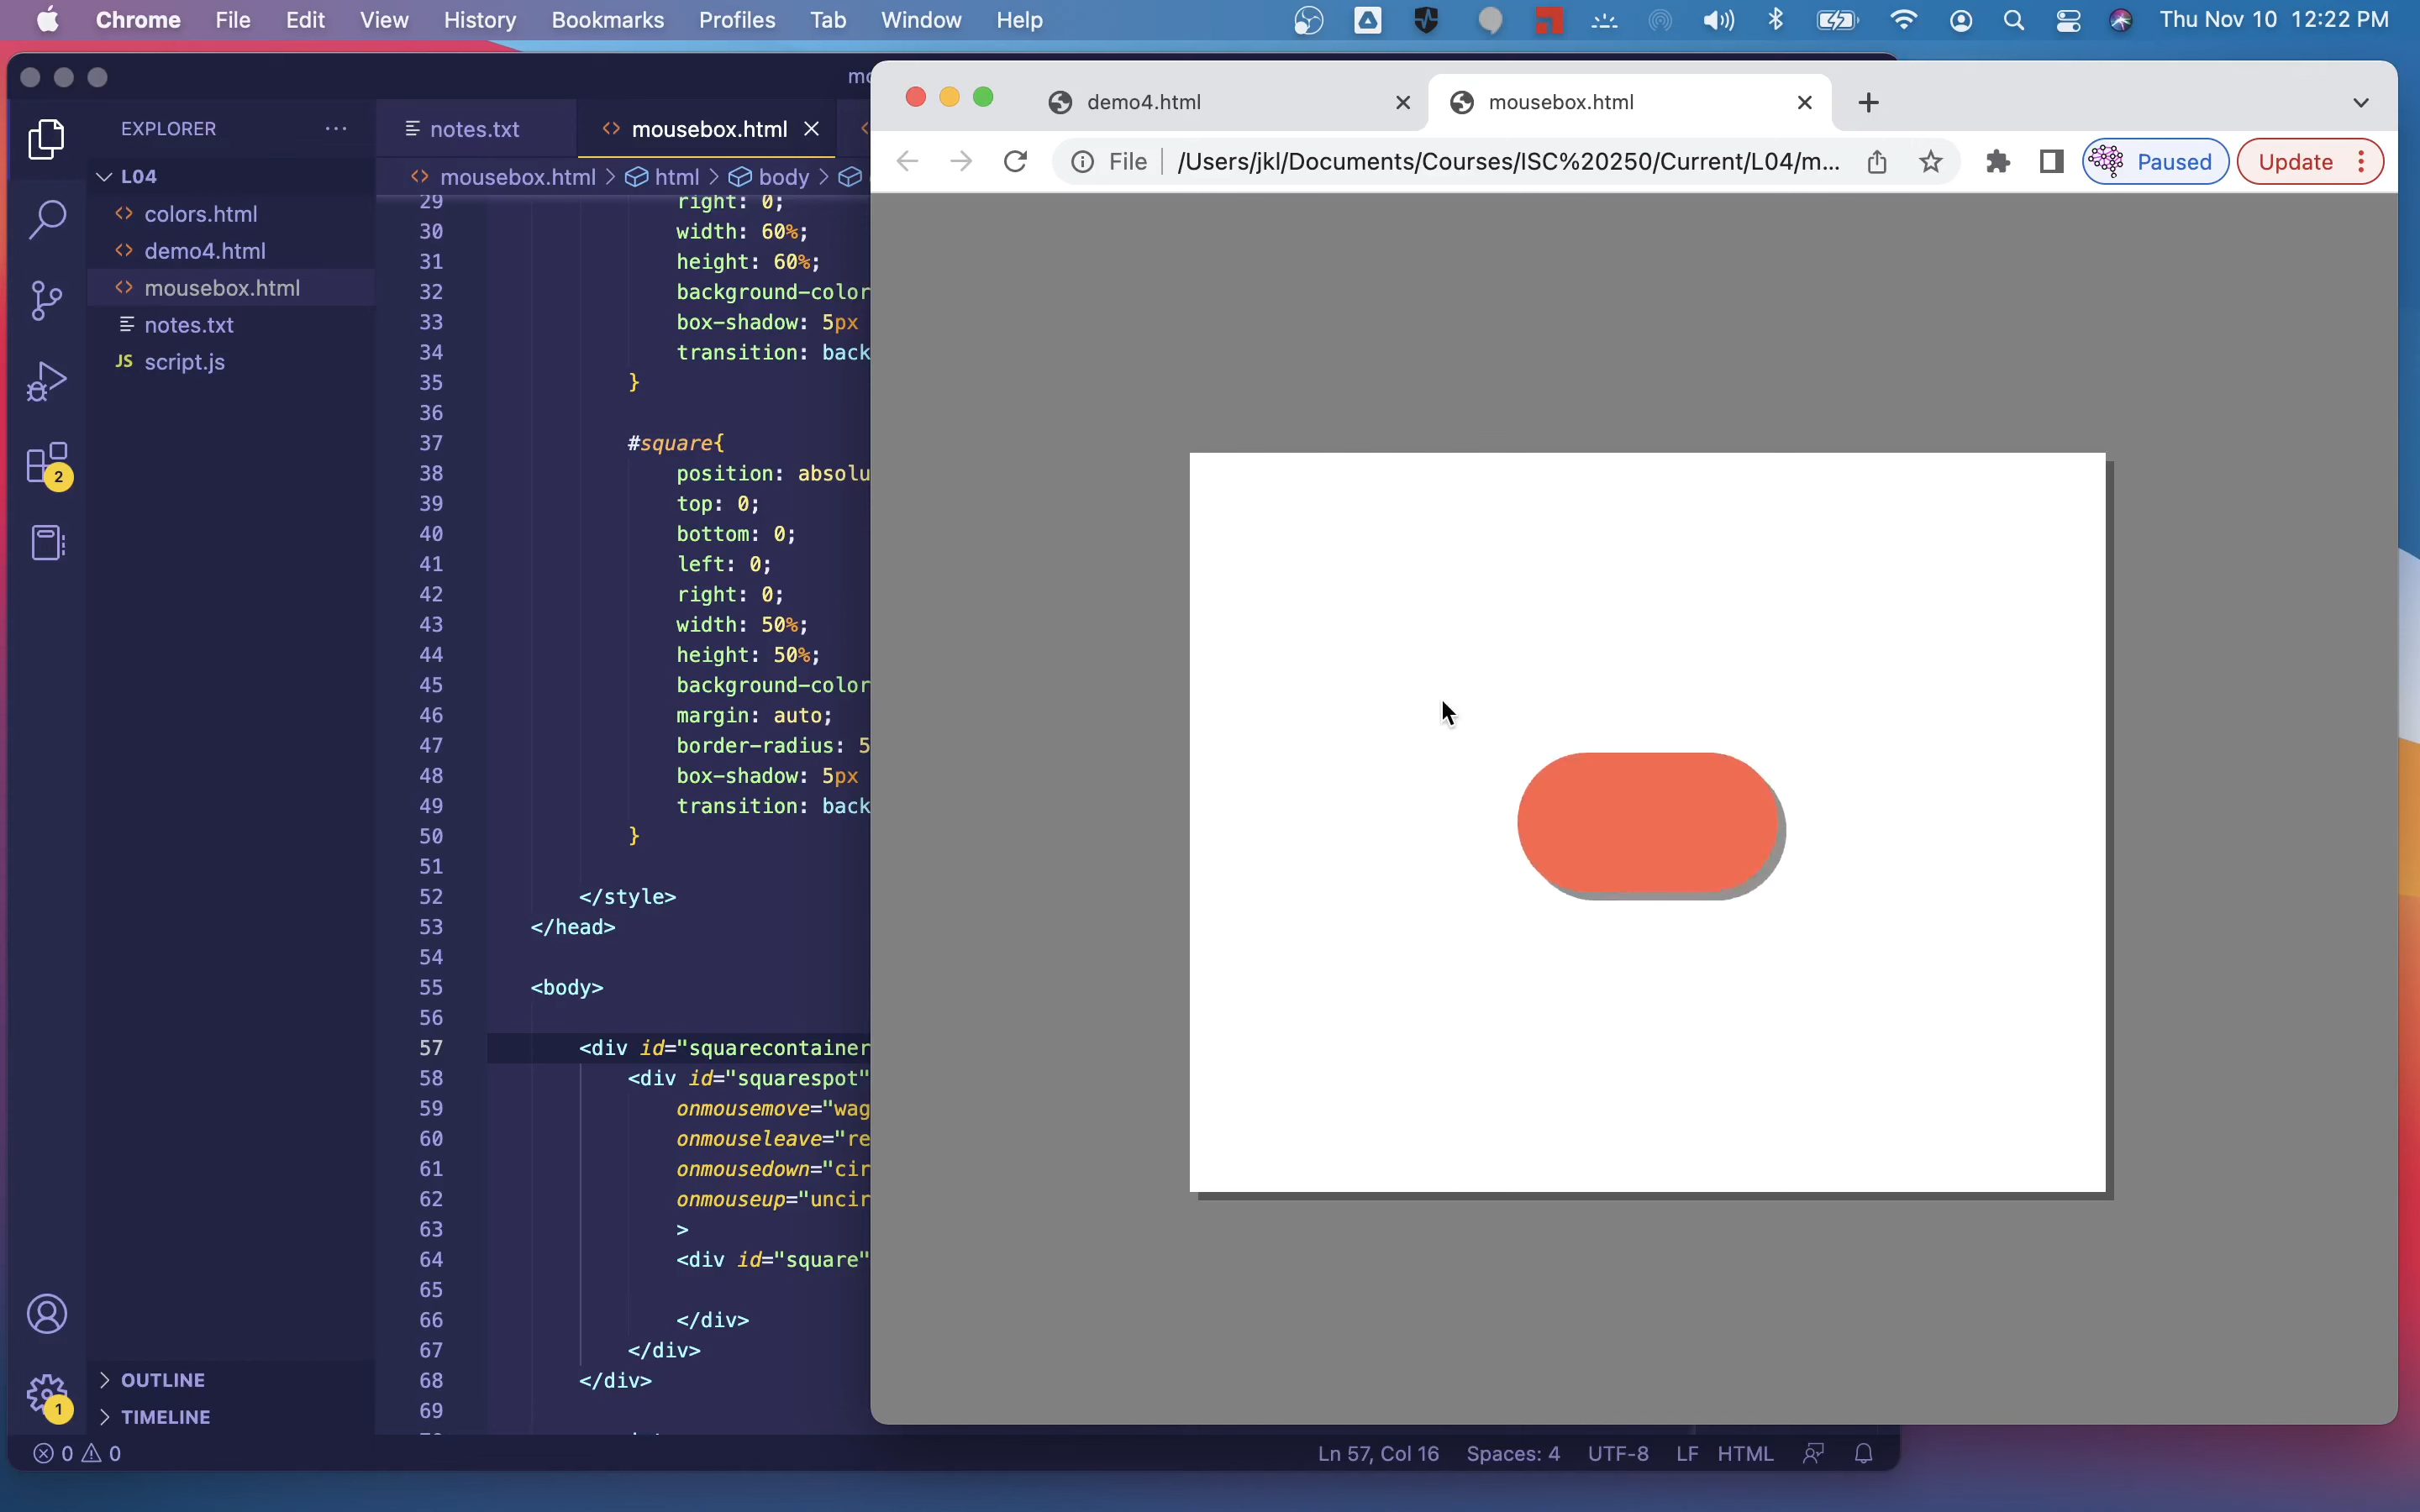 Chrome File Edit View History Bookmarks Profiles Tab Window Help Thu Nov 10 12:22 PM
EXPLORER
L04
colors.html
demo4.html
mousebox.html
notes.txt
JS script.js
OUTLINE
TIMELINE
2
1
notes.txt mousebox.html
mousebox.html > html > body >
29 right: 0;
30 width: 60%;
31 height: 60%;
32 background-color
33 box-shadow: 5px
34 transition: back
35 }
36
37 #square{
38 position: absolu
39 top: 0;
40 bottom: 0;
41 left: 0;
42 right: 0;
43 width: 50%;
44 height: 50%;
45 background-color
46 margin: auto;
47 border-radius: 5
48 box-shadow: 5px
49 transition: back
50 }
51
52 </style>
53 </head>
54
55 <body>
56
57 <div id="squarecontainer
58 <div id="squarespot"
59 onmousemove="wag
60 onmouseleave="re
61 onmousedown="cir
62 onmouseup="uncir
63 >
64 <div id="square"
65
66 </div>
67 </div>
68 </div>
69
0 0 Ln 57, Col 16 Spaces: 4 UTF-8 LF HTML
demo4.html mousebox.html
File /Users/jkl/Documents/Courses/ISC%20250/Current/L04/m... Paused Update